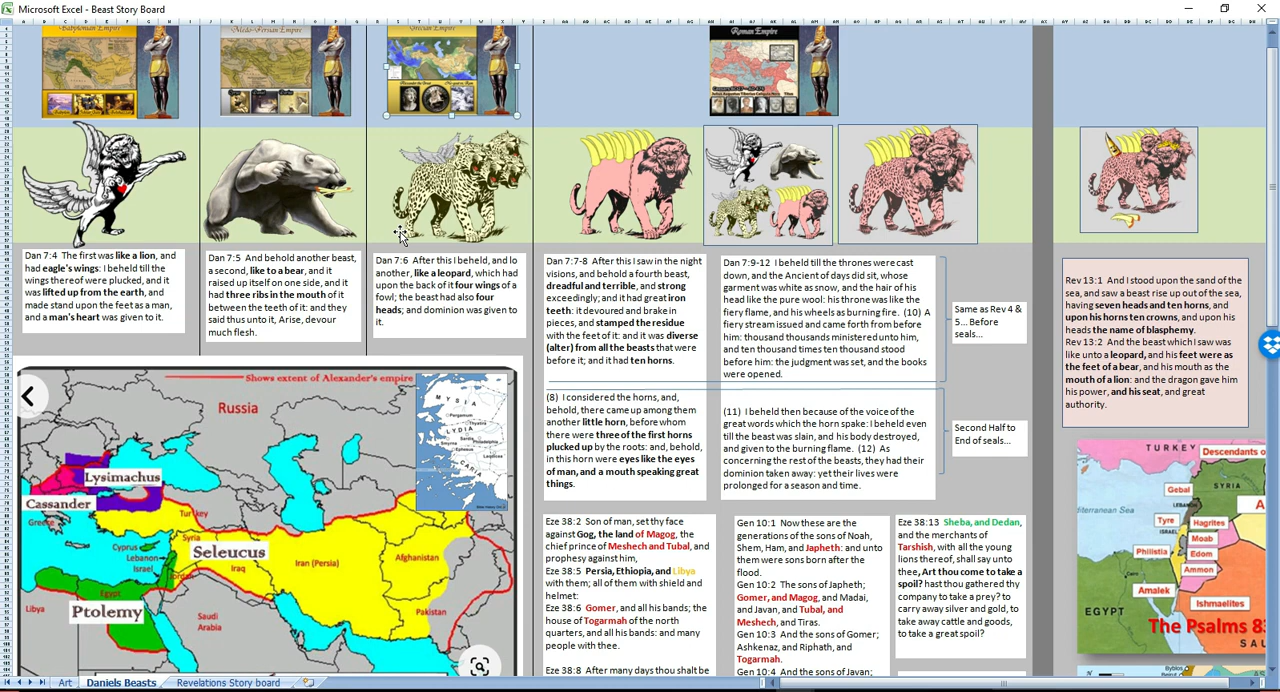 Microsoft Excel - Beast Story Board
Babylonian Empire
Medo-Persian Empire
Grecian Empire
Roman Empire
Dan 7:4 The first was like a lion, and
had eagle's wings: I beheld till the
wings thereof were plucked, and it
was lifted up from the earth, and
made stand upon the feet as a man,
and a man's heart was given to it.
Dan 7:5 And behold another beast,
a second, like to a bear, and it
raised up itself on one side, and it
had three ribs in the mouth of it
between the teeth of it: and they
said thus unto it, Arise, devour
much flesh.
Dan 7:6 After this I beheld, and lo
another, like a leopard, which had
upon the back of it four wings of a
fowl; the beast had also four
heads; and dominion was given to
it.
Dan 7:7-8 After this I saw in the night
visions, and behold a fourth beast,
dreadful and terrible, and strong
exceedingly; and it had great iron
teeth: it devoured and brake in
pieces, and stamped the residue
with the feet of it: and it was diverse
(alter) from all the beasts that were
before it; and it had ten horns.
(8) I considered the horns, and,
behold, there came up among them
another little horn, before whom
there were three of the first horns
plucked up by the roots: and, behold,
in this horn were eyes like the eyes
of man, and a mouth speaking great
things.
Dan 7:9-12 I beheld till the thrones were cast
down, and the Ancient of days did sit, whose
garment was white as snow, and the hair of his
head like the pure wool: his throne was like the
fiery flame, and his wheels as burning fire. (10) A
fiery stream issued and came forth from before
him: thousand thousands ministered unto him,
and ten thousand times ten thousand stood
before him: the judgment was set, and the books
were opened.
(11) I beheld then because of the voice of the
great words which the horn spake: I beheld even
till the beast was slain, and his body destroyed,
and given to the burning flame. (12) As
concerning the rest of the beasts, they had their
dominion taken away: yet their lives were
prolonged for a season and time.
Same as Rev 4 &
5... Before
seals...
Second Half to
End of seals...
Rev 13:1 And I stood upon the sand of the
sea, and saw a beast rise up out of the sea,
having seven heads and ten horns, and
upon his horns ten crowns, and upon his
heads the name of blasphemy.
Rev 13:2 And the beast which I saw was
like unto a leopard, and his feet were as
the feet of a bear, and his mouth as the
mouth of a lion: and the dragon gave him
his power, and his seat, and great
authority.
Shows extent of Alexander's empire
Russia
Lysimachus
Cassander
Greece
Turkey
Cyprus
Syria
Lebanon
Israel
Seleucus
Jordan
Iraq
Iran (Persia)
Afghanistan
Pakistan
Egypt
Libya
Ptolemy
Saudi
Arabia
MYSIA
Pergamum
Thyatira
LYDIA
Sardis
Smyrna
Philadelphia
Ephesus
Laodicea
CARIA
Eze 38:2 Son of man, set thy face
against Gog, the land of Magog, the
chief prince of Meshech and Tubal, and
prophesy against him,
Eze 38:5 Persia, Ethiopia, and Libya
with them; all of them with shield and
helmet:
Eze 38:6 Gomer, and all his bands; the
house of Togarmah of the north
quarters, and all his bands: and many
people with thee.
Eze 38:8 After many days thou shalt be
Gen 10:1 Now these are the
generations of the sons of Noah,
Shem, Ham, and Japheth: and unto
them were sons born after the
flood.
Gen 10:2 The sons of Japheth;
Gomer, and Magog, and Madai,
and Javan, and Tubal, and
Meshech, and Tiras.
Gen 10:3 And the sons of Gomer;
Ashkenaz, and Riphath, and
Togarmah.
Gen 10:4 And the sons of Javan;
Eze 38:13 Sheba, and Dedan,
and the merchants of
Tarshish, with all the young
lions thereof, shall say unto
thee, Art thou come to take a
spoil? hast thou gathered thy
company to take a prey? to
carry away silver and gold, to
take away cattle and goods,
to take a great spoil?
TURKEY
Descendants o
Gebal
SYRIA
LEBANON
literranean Sea
Tyre
ISRAEL
Hagrites
Moab
Philistia
Edom
Ammon
Amalek
Cairo
EGYPT
Ishmaelites
The Psalms 83
SAU
Byblos
Art
Daniels Beasts
Revelations Story board